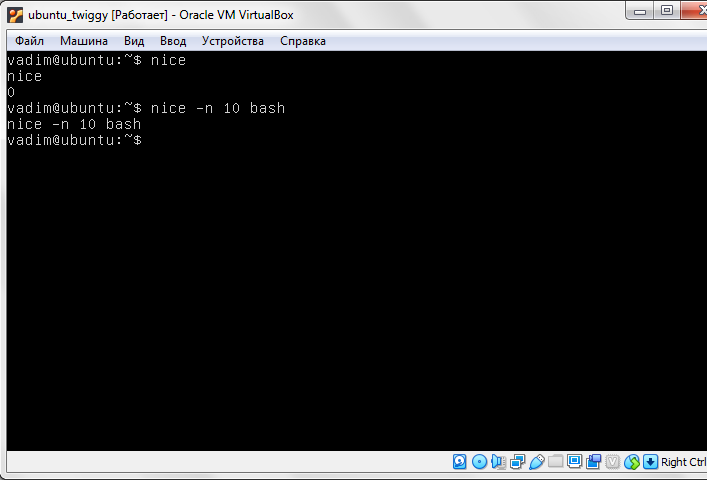 ubuntu_twiggy [Работает] - Oracle VM VirtualBox
Файл Машина Вид Ввод Устройства Справка
vadim@ubuntu:~$ nice
nice
0
vadim@ubuntu:~$ nice -n 10 bash
nice -n 10 bash
vadim@ubuntu:~$
Right Ctrl